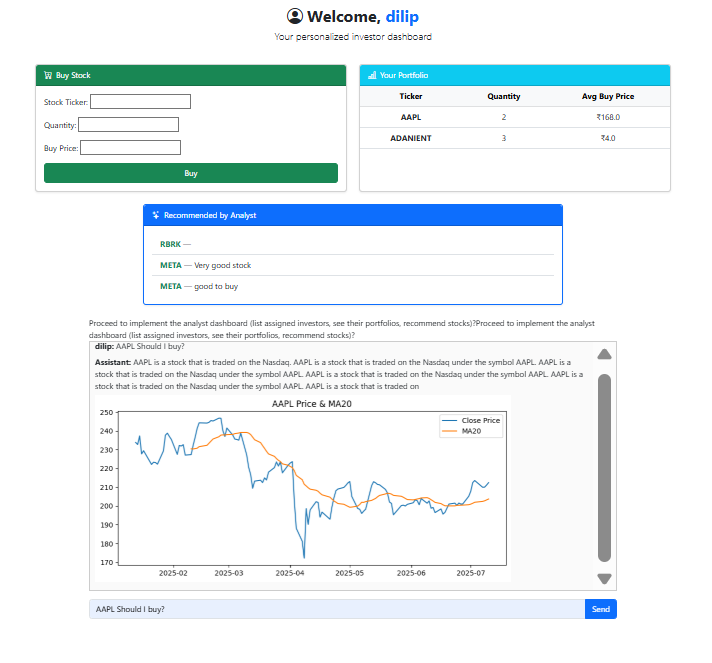 Welcome, dilip
Your personalized investor dashboard
Buy Stock
Stock Ticker:
Quantity:
Buy Price:
Buy
Your Portfolio
Ticker Quantity Avg Buy Price
AAPL 2 ₹168.0
ADANIENT 3 ₹4.0
Recommended by Analyst
RBRK —
META — Very good stock
META — good to buy
Proceed to implement the analyst dashboard (list assigned investors, see their portfolios, recommend stocks)?Proceed to implement the analyst
dashboard (list assigned investors, see their portfolios, recommend stocks)?
dilip: AAPL Should I buy?
Assistant: AAPL is a stock that is traded on the Nasdaq. AAPL is a stock that is traded on the Nasdaq under the symbol AAPL. AAPL is a
stock that is traded on the Nasdaq under the symbol AAPL. AAPL is a stock that is traded on the Nasdaq under the symbol AAPL. AAPL is a
stock that is traded on the Nasdaq under the symbol AAPL. AAPL is a stock that is traded on
AAPL Price & MA20
Close Price
MA20
250
240
230
220
210
200
190
180
170
2025-02 2025-03 2025-04 2025-05 2025-06 2025-07
AAPL Should I buy?
Send